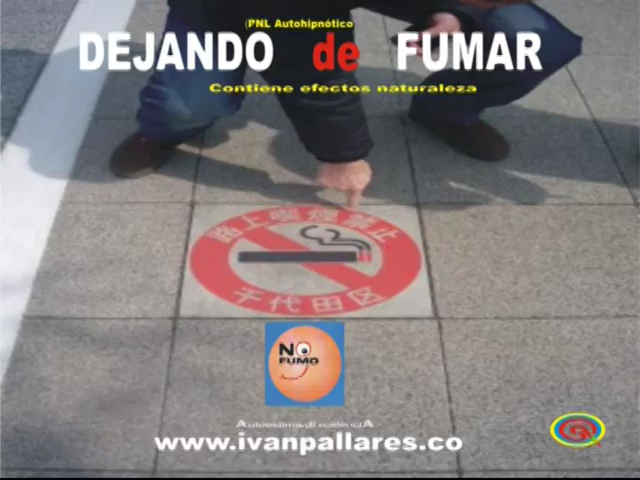 (PNL Autohipnótico)
DEJANDO de FUMAR
Contiene efectos naturaleza
路上喫煙禁止
千代田区
NO
FUMO
www.ivanpallares.co